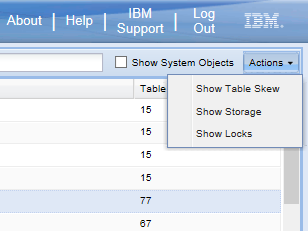 About | Help | IBM Support | Log Out IBM.
Show System Objects Actions
Show Table Skew
Show Storage
Show Locks
Table
15
15
15
15
77
67